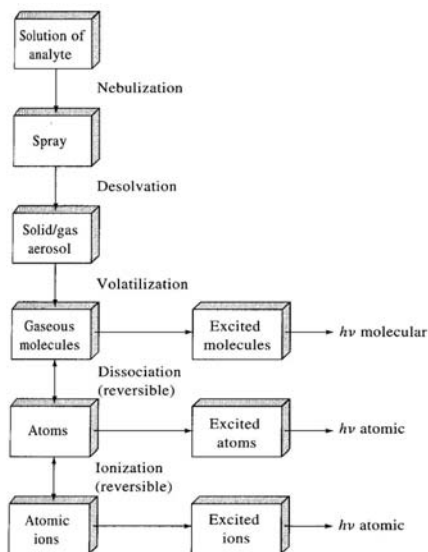 Solution of
analyte
Nebulization
Spray
Desolvation
Solid/gas
aerosol
Volatilization
Gaseous
molecules
Excited
molecules
hν molecular
Dissociation
(reversible)
Atoms
Excited
atoms
hν atomic
Ionization
(reversible)
Atomic
ions
Excited
ions
hν atomic